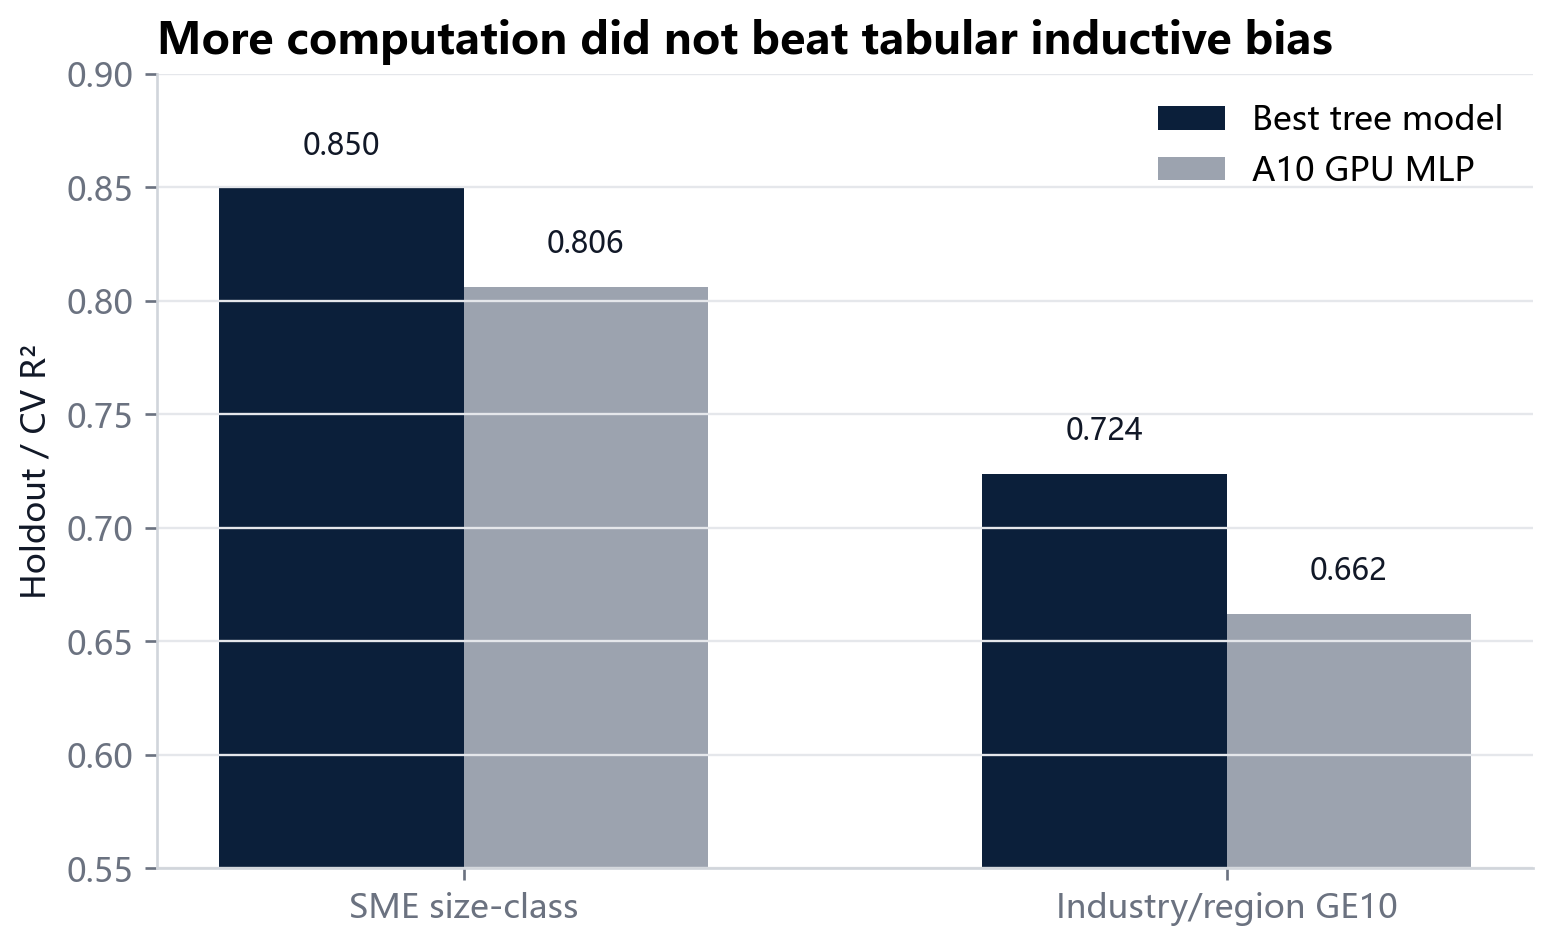 More computation did not beat tabular inductive bias
Best tree model
A10 GPU MLP
Holdout / CV R²
0.90
0.85
0.80
0.75
0.70
0.65
0.60
0.55
0.850
0.806
0.724
0.662
SME size-class
Industry/region GE10